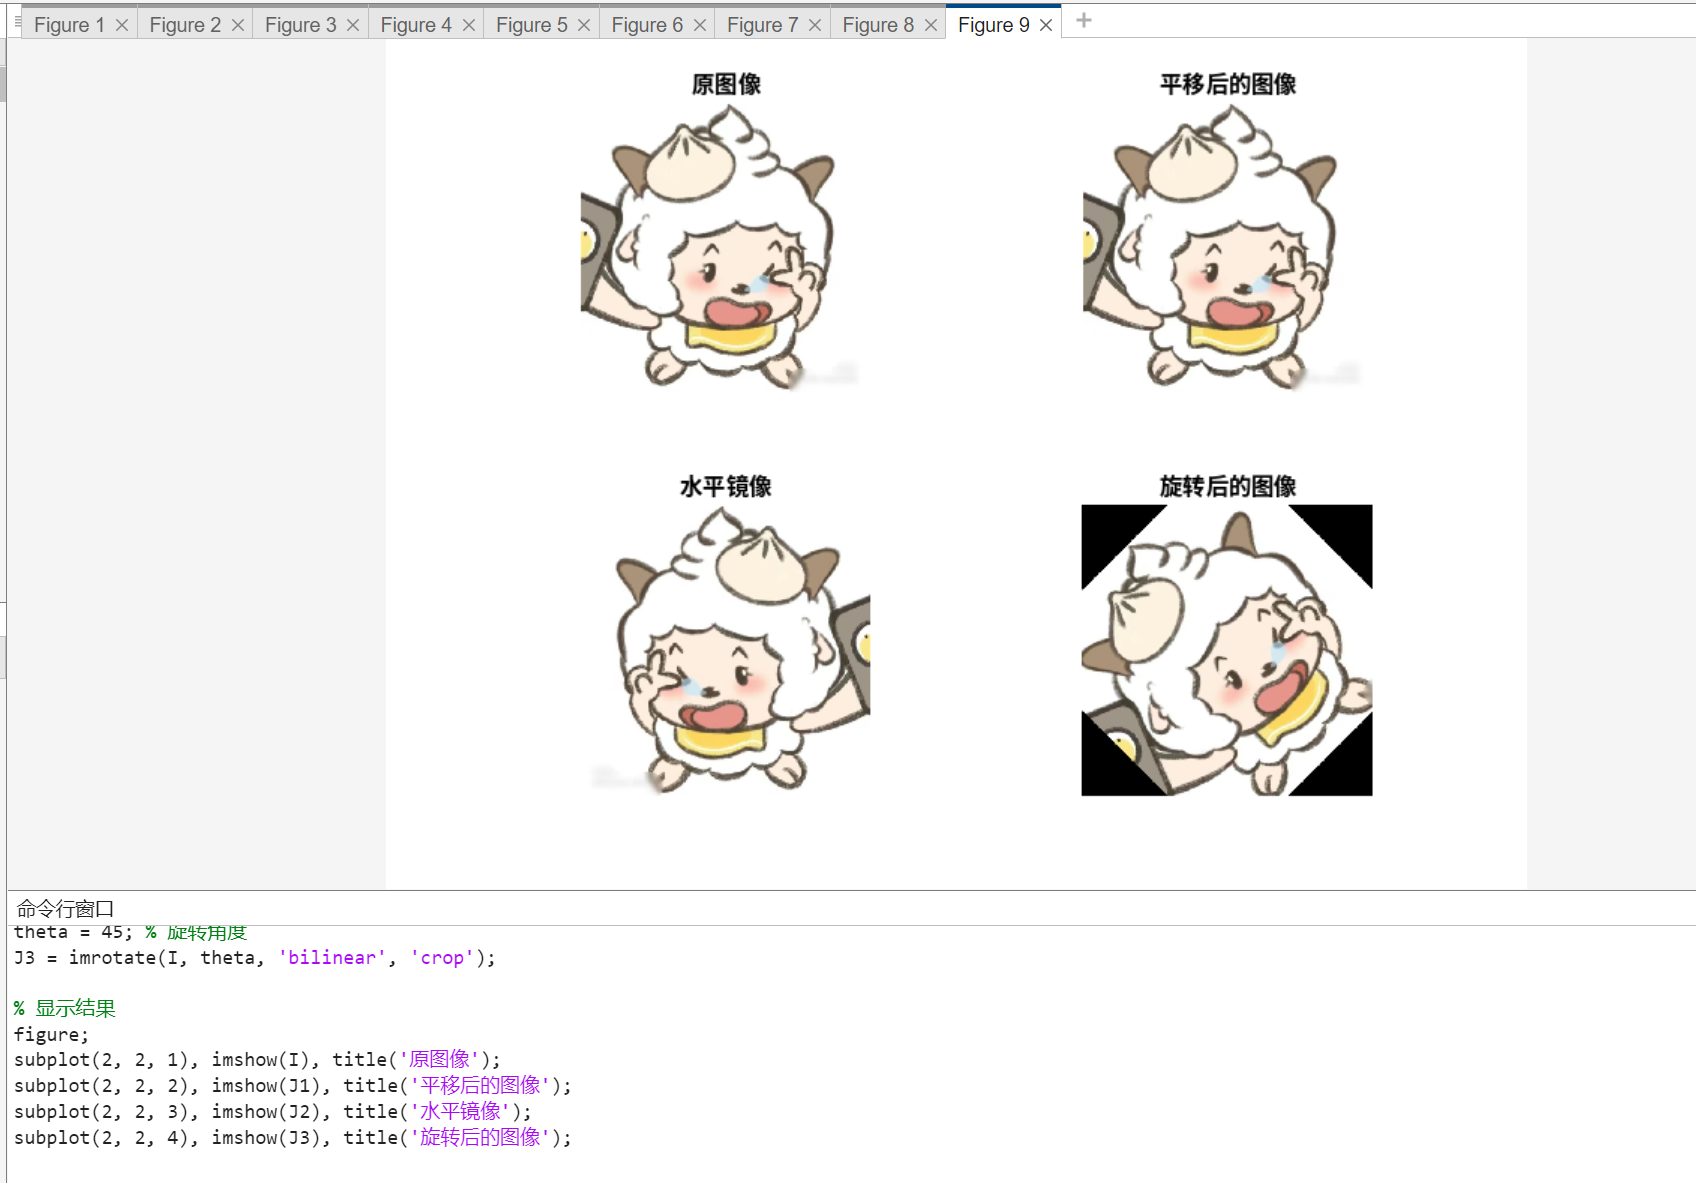 Figure 1 Figure 2 Figure 3 Figure 4 Figure 5 Figure 6 Figure 7 Figure 8 Figure 9
原图像 平移后的图像
水平镜像 旋转后的图像
命令行窗口
theta = 45; % 旋转角度
J3 = imrotate(I, theta, 'bilinear', 'crop');
% 显示结果
figure;
subplot(2, 2, 1), imshow(I), title('原图像');
subplot(2, 2, 2), imshow(J1), title('平移后的图像');
subplot(2, 2, 3), imshow(J2), title('水平镜像');
subplot(2, 2, 4), imshow(J3), title('旋转后的图像');